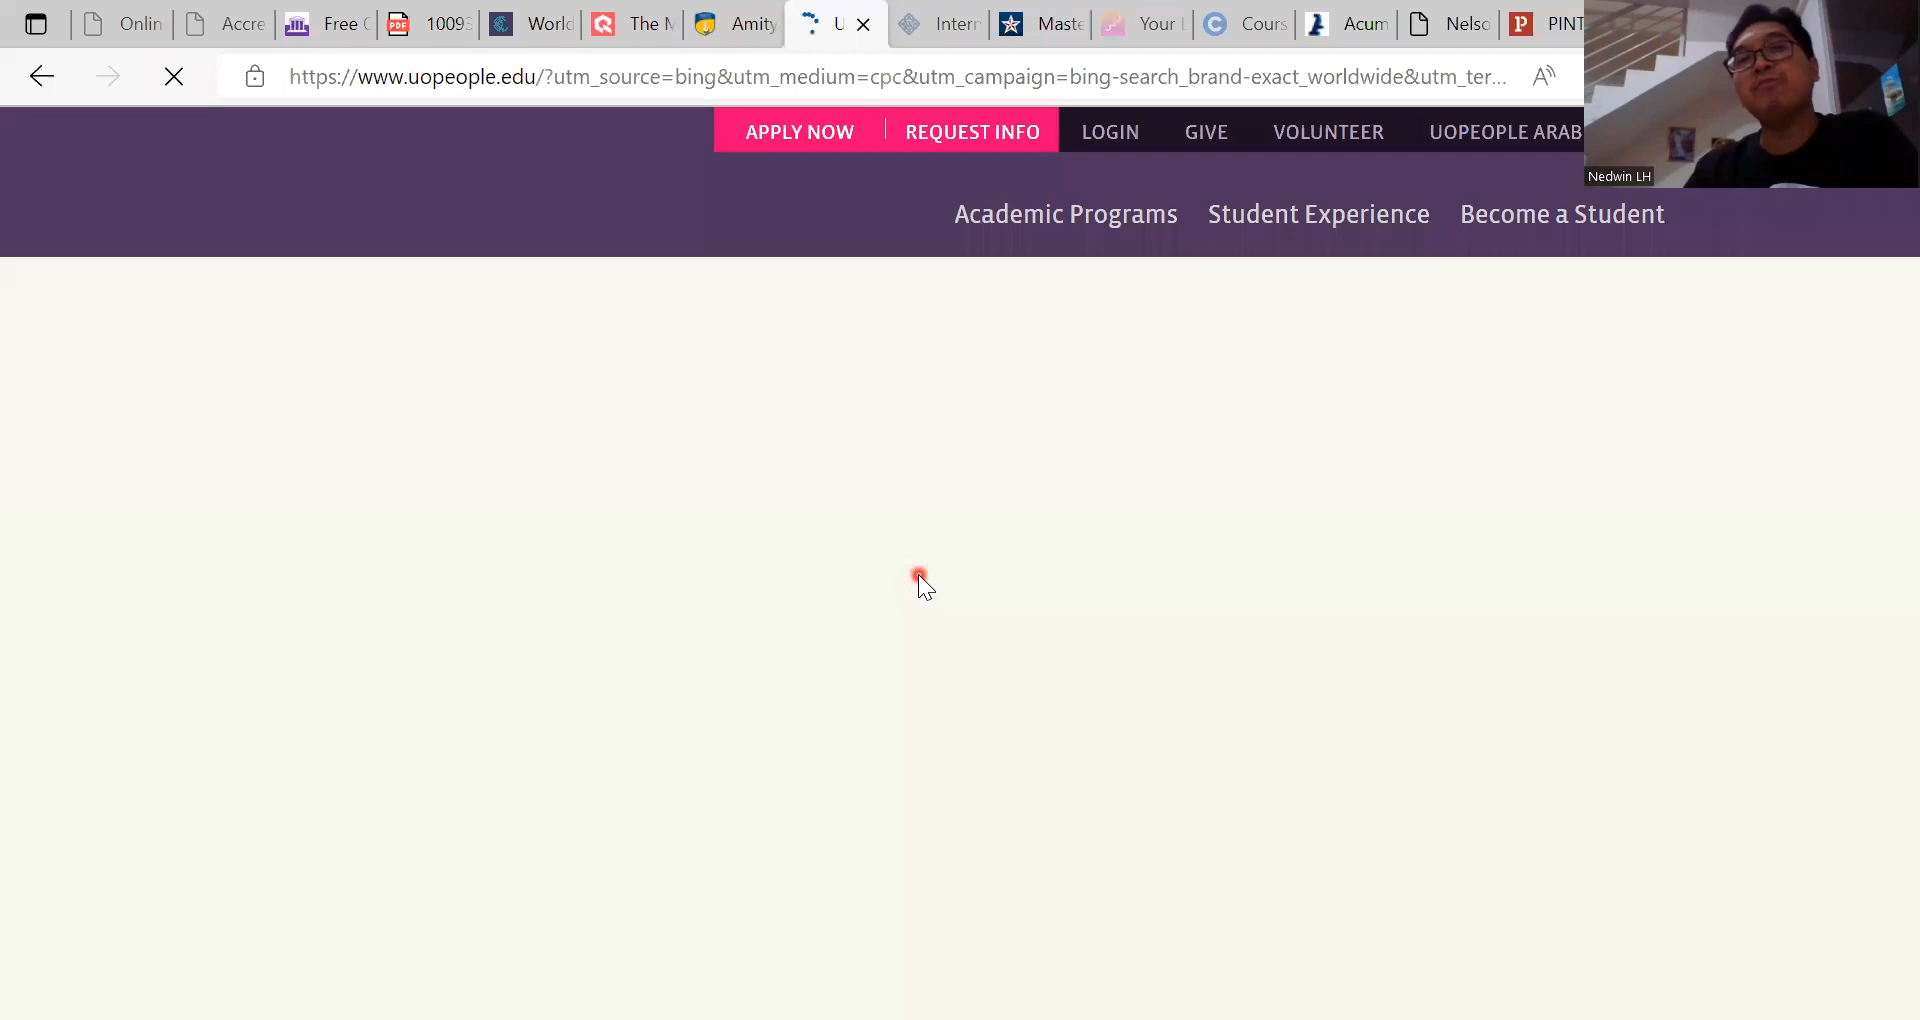 Onlin
Accre
Free
PDF
1009
World
The M
Amity
U
Intern
Maste
Your
Cours
Acum
Nelso
PINT
https://www.uopeople.edu/?utm_source=bing&utm_medium=cpc&utm_campaign=bing-search_brand-exact_worldwide&utm_ter...
APPLY NOW
REQUEST INFO
LOGIN
GIVE
VOLUNTEER
UOPEOPLE ARAB
Nedwin LH
Academic Programs
Student Experience
Become a Student